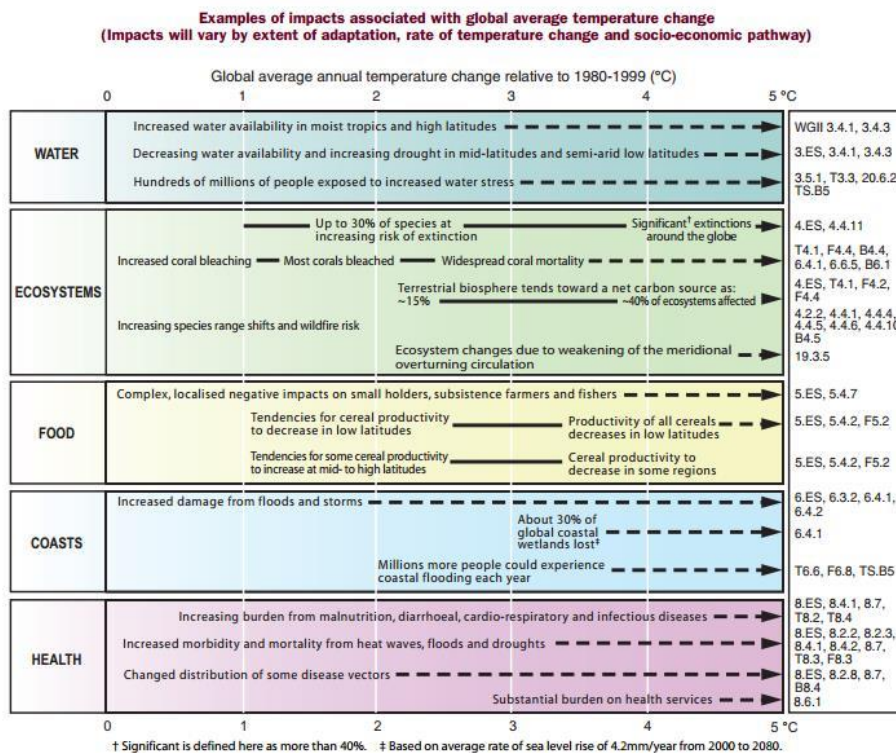 Examples of impacts associated with global average temperature change
(Impacts will vary by extent of adaptation, rate of temperature change and socio-economic pathway)
Global average annual temperature change relative to 1980-1999 (°C)
0 1 2 3 4 5 °C
WATER
Increased water availability in moist tropics and high latitudes
WGII 3.4.1, 3.4.3
Decreasing water availability and increasing drought in mid-latitudes and semi-arid low latitudes
3.ES, 3.4.1, 3.4.3
Hundreds of millions of people exposed to increased water stress
3.5.1, T3.3, 20.6.2
TS.B5
ECOSYSTEMS
Up to 30% of species at
increasing risk of extinction
Significant† extinctions
around the globe
4.ES, 4.4.11
Increased coral bleaching
Most corals bleached
Widespread coral mortality
T4.1, F4.4, B4.4,
6.4.1, 6.6.5, B6.1
Terrestrial biosphere tends toward a net carbon source as:
~15%
~40% of ecosystems affected
4.ES, T4.1, F4.2,
F4.4
Increasing species range shifts and wildfire risk
4.2.2, 4.4.1, 4.4.4,
4.4.5, 4.4.6, 4.4.10
B4.5
Ecosystem changes due to weakening of the meridional
overturning circulation
19.3.5
FOOD
Complex, localised negative impacts on small holders, subsistence farmers and fishers
5.ES, 5.4.7
Tendencies for cereal productivity
to decrease in low latitudes
Productivity of all cereals
decreases in low latitudes
5.ES, 5.4.2, F5.2
Tendencies for some cereal productivity
to increase at mid- to high latitudes
Cereal productivity to
decrease in some regions
5.ES, 5.4.2, F5.2
COASTS
Increased damage from floods and storms
6.ES, 6.3.2, 6.4.1,
6.4.2
About 30% of
global coastal
wetlands lost‡
6.4.1
Millions more people could experience
coastal flooding each year
T6.6, F6.8, TS.B5
HEALTH
Increasing burden from malnutrition, diarrhoeal, cardio-respiratory and infectious diseases
8.ES, 8.4.1, 8.7,
T8.2, T8.4
Increased morbidity and mortality from heat waves, floods and droughts
8.ES, 8.2.2, 8.2.3,
8.4.1, 8.4.2, 8.7,
T8.3, F8.3
Changed distribution of some disease vectors
8.ES, 8.2.8, 8.7,
B8.4
Substantial burden on health services
8.6.1
0 1 2 3 4 5 °C
† Significant is defined here as more than 40%. ‡ Based on average rate of sea level rise of 4.2mm/year from 2000 to 2080.